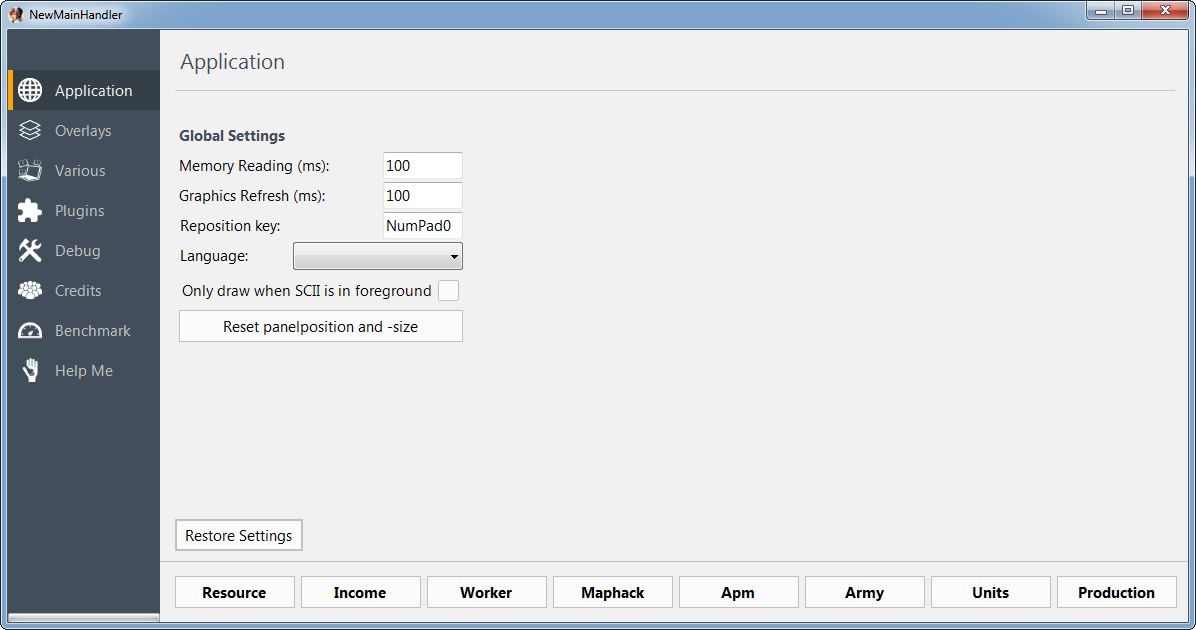 NewMainHandler
Application
Overlays
Various
Plugins
Debug
Credits
Benchmark
Help Me
Application
Global Settings
Memory Reading (ms): 100
Graphics Refresh (ms): 100
Reposition key: NumPad0
Language:
Only draw when SCII is in foreground
Reset panelposition and -size
Restore Settings
Resource Income Worker Maphack Apm Army Units Production